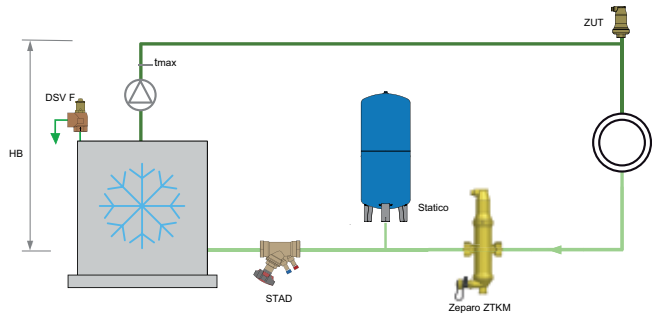 ZUT
tmax
DSV F
HB
Statico
STAD
Zeparo ZTKM